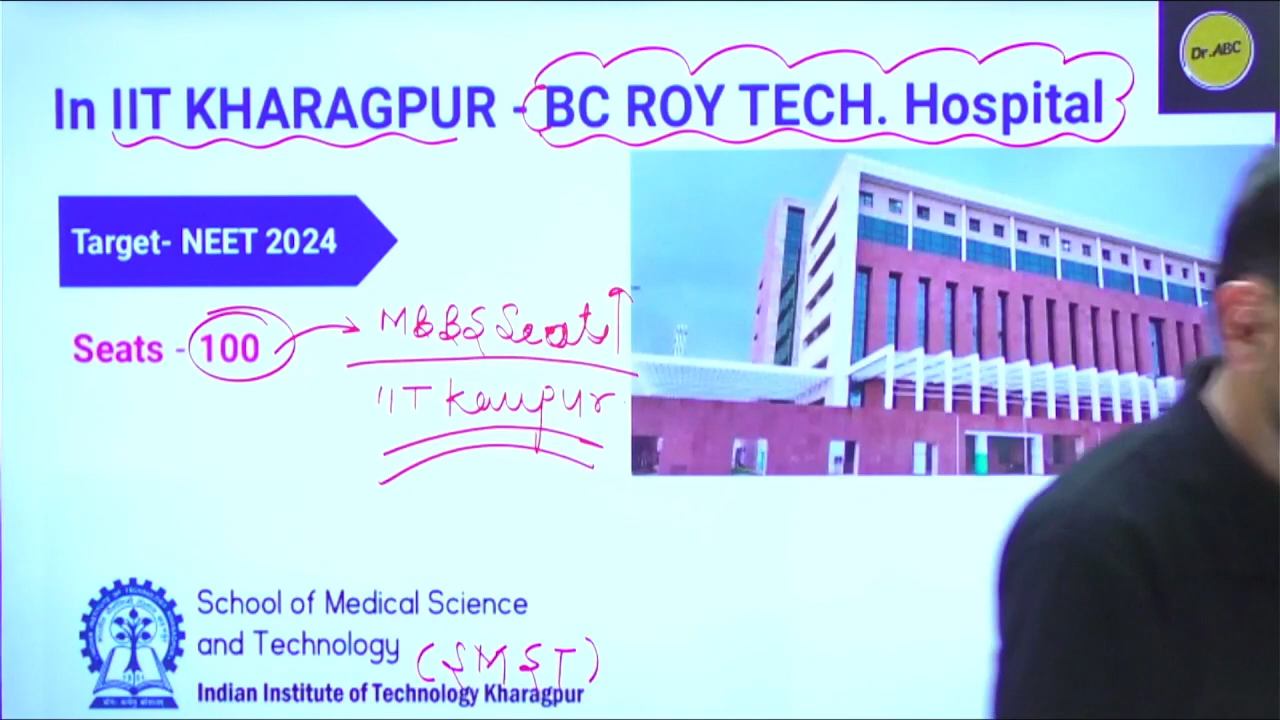 Dr. ABC
In IIT KHARAGPUR - BC ROY TECH. Hospital
Target- NEET 2024
Seats - 100
MBBS Seats
IIT Kanpur
School of Medical Science
and Technology
(SMST)
Indian Institute of Technology Kharagpur